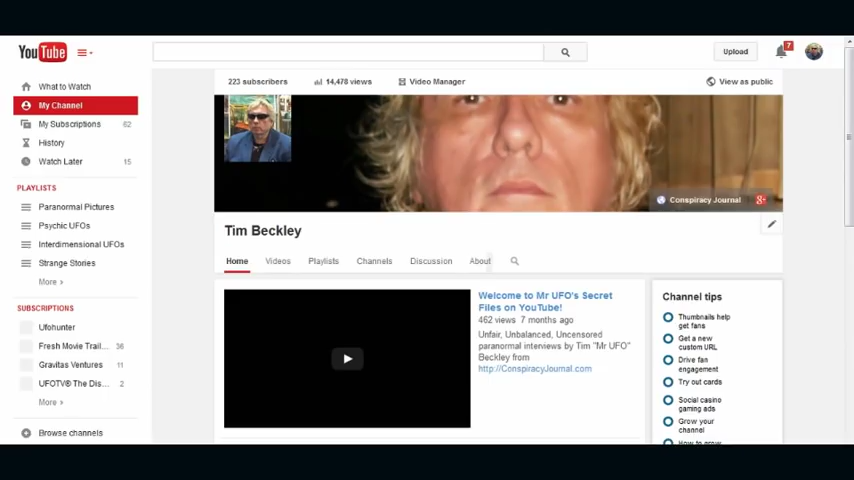 YouTube
Upload
7
What to Watch
My Channel
My Subscriptions 62
History
Watch Later 15
PLAYLISTS
Paranormal Pictures
Psychic UFOs
Interdimensional UFOs
Strange Stories
More >
SUBSCRIPTIONS
Ufohunter
Fresh Movie Trail... 36
Gravitas Ventures 11
UFOTV® The Dis... 2
More >
Browse channels
223 subscribers
14,478 views
Video Manager
View as public
Conspiracy Journal
Tim Beckley
Home Videos Playlists Channels Discussion About
Welcome to Mr UFO's Secret
Files on YouTube!
462 views 7 months ago
Unfair, Unbalanced, Uncensored
paranormal interviews by Tim "Mr UFO"
Beckley from
http://ConspiracyJournal.com
Channel tips
Thumbnails help
get fans
Get a new
custom URL
Drive fan
engagement
Try out cards
Social casino
gaming ads
Grow your
channel